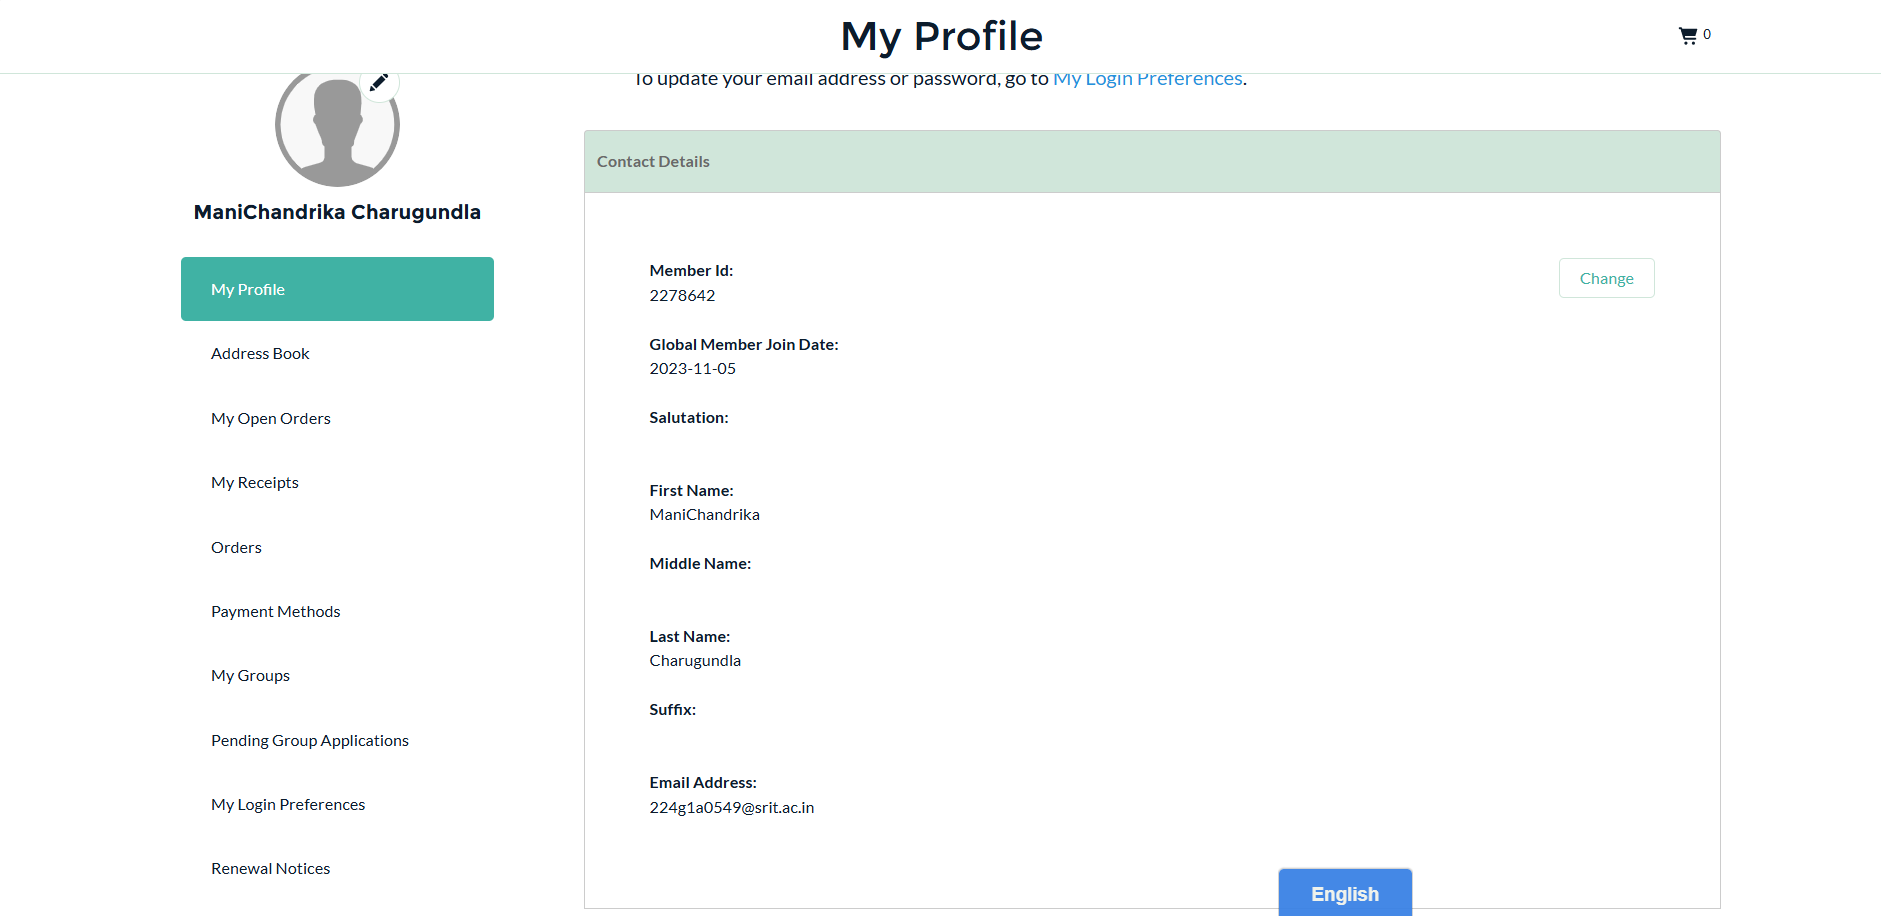 My Profile
0
To update your email address or password, go to My Login Preferences.
ManiChandrika Charugundla
My Profile
Address Book
My Open Orders
My Receipts
Orders
Payment Methods
My Groups
Pending Group Applications
My Login Preferences
Renewal Notices
Contact Details
Member Id:
2278642
Change
Global Member Join Date:
2023-11-05
Salutation:
First Name:
ManiChandrika
Middle Name:
Last Name:
Charugundla
Suffix:
Email Address:
224g1a0549@srit.ac.in
English